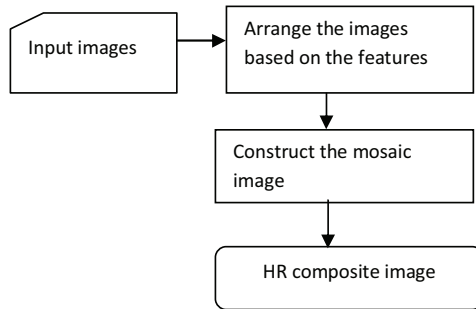 Input images
Arrange the images
based on the features
Construct the mosaic
image
HR composite image